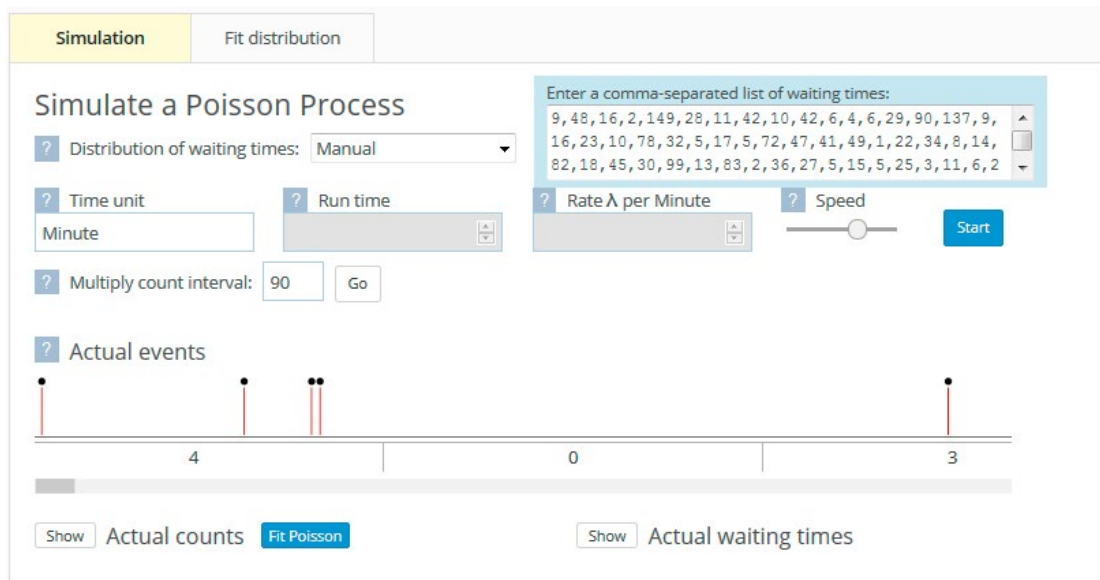 Simulation Fit distribution
Simulate a Poisson Process
Enter a comma-separated list of waiting times:
9,48,16,2,149,28,11,42,10,42,6,4,6,29,90,137,9,
16,23,10,78,32,5,17,5,72,47,41,49,1,22,34,8,14,
82,18,45,30,99,13,83,2,36,27,5,15,5,25,3,11,6,2
? Distribution of waiting times: Manual
? Time unit ? Run time ? Rate λ per Minute ? Speed
Minute Start
? Multiply count interval: 90 Go
? Actual events
4 0 3
Show Actual counts Fit Poisson Show Actual waiting times